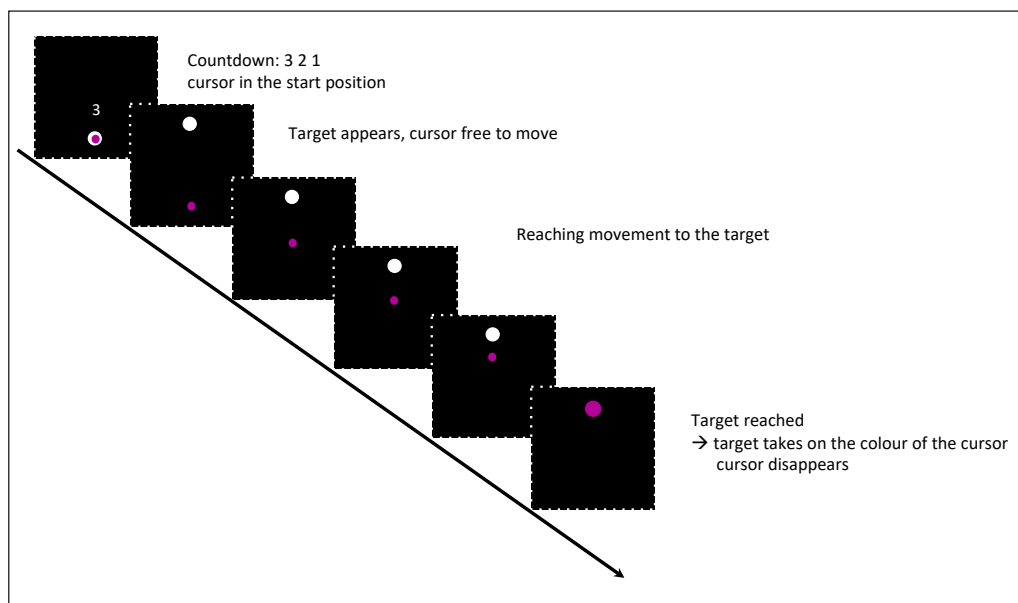 Countdown: 3 2 1
cursor in the start position
3
Target appears, cursor free to move
Reaching movement to the target
Target reached
→ target takes on the colour of the cursor
cursor disappears